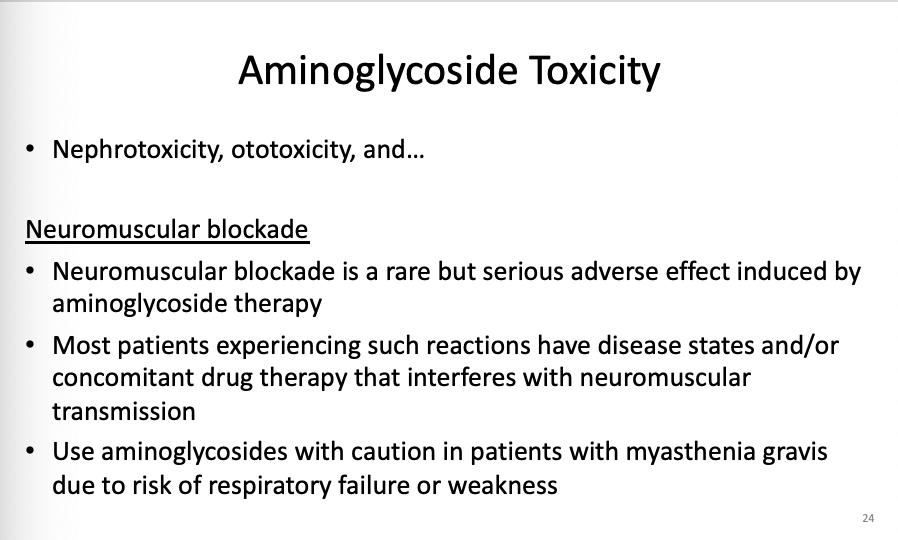 Aminoglycoside Toxicity
• Nephrotoxicity, ototoxicity, and...
Neuromuscular blockade
• Neuromuscular blockade is a rare but serious adverse effect induced by
aminoglycoside therapy
• Most patients experiencing such reactions have disease states and/or
concomitant drug therapy that interferes with neuromuscular
transmission
• Use aminoglycosides with caution in patients with myasthenia gravis
due to risk of respiratory failure or weakness
24